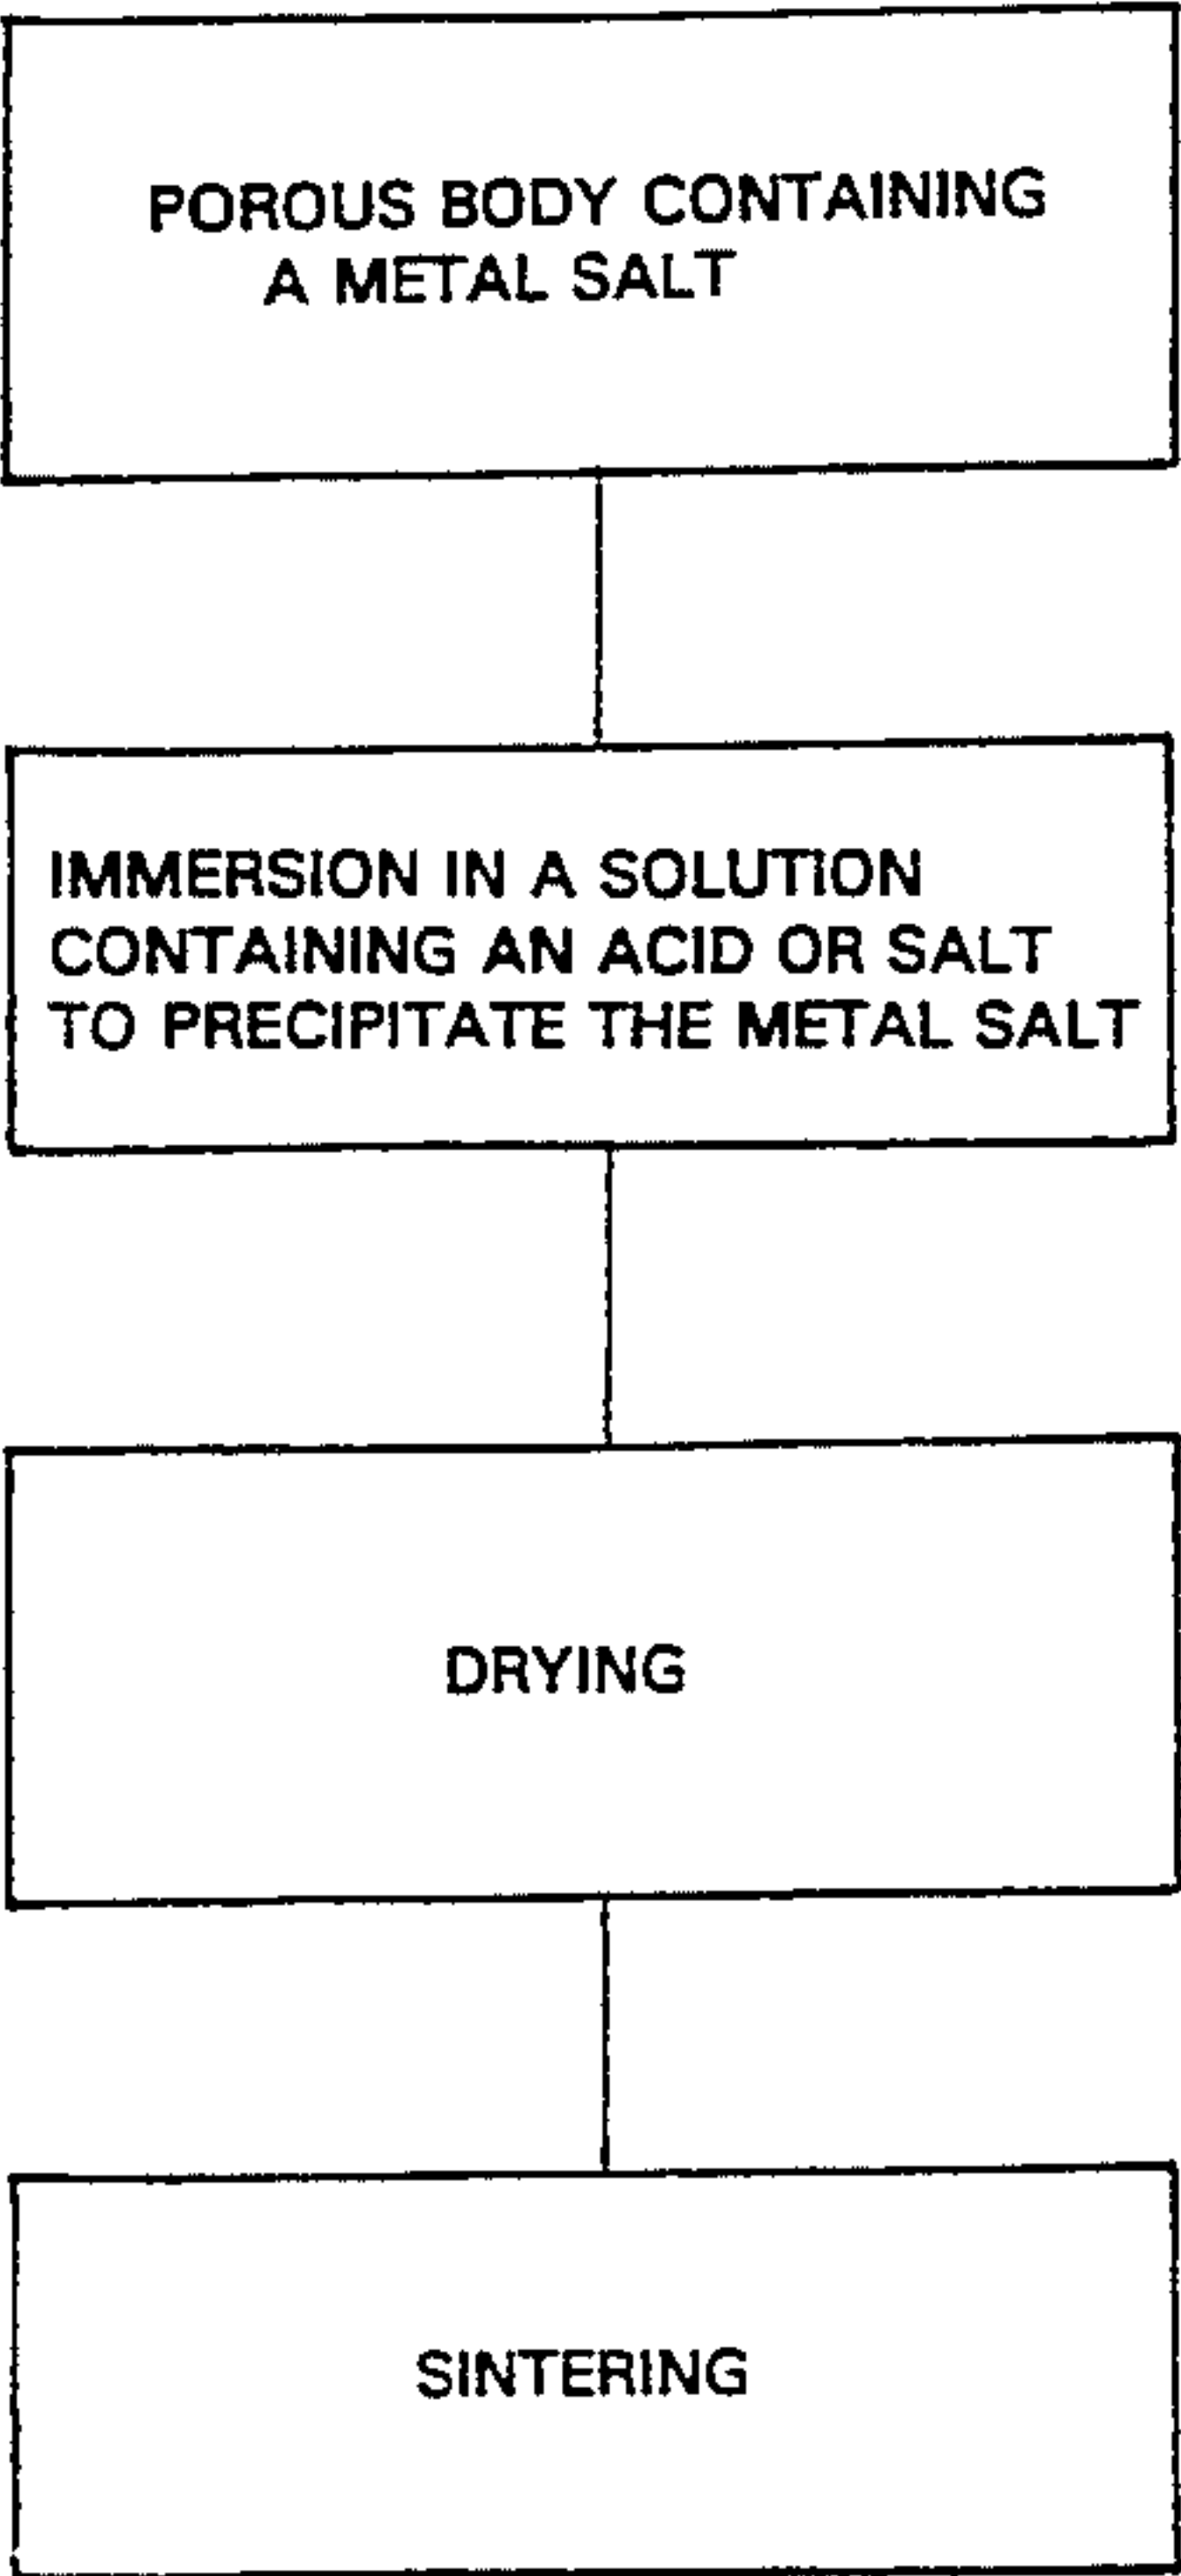 POROUS BODY CONTAINING
A METAL SALT
IMMERSION IN A SOLUTION
CONTAINING AN ACID OR SALT
TO PRECIPITATE THE METAL SALT
DRYING
SINTERING